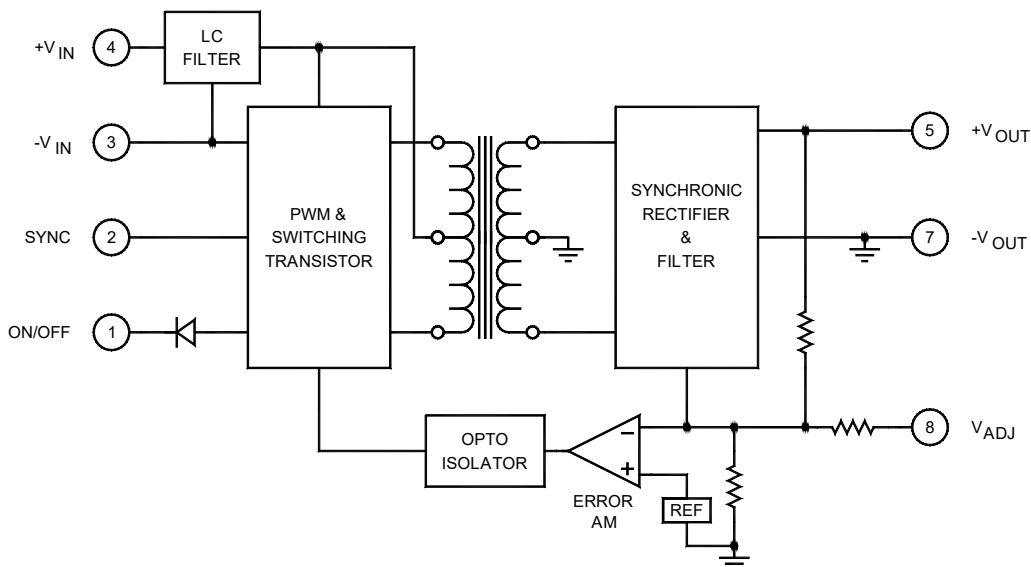 +V IN
4
LC
FILTER
-V IN
3
SYNC
2
ON/OFF
1
PWM &
SWITCHING
TRANSISTOR
SYNCHRONIC
RECTIFIER
&
FILTER
5
+V OUT
7
-V OUT
8
V ADJ
OPTO
ISOLATOR
−
+
ERROR
AM
REF